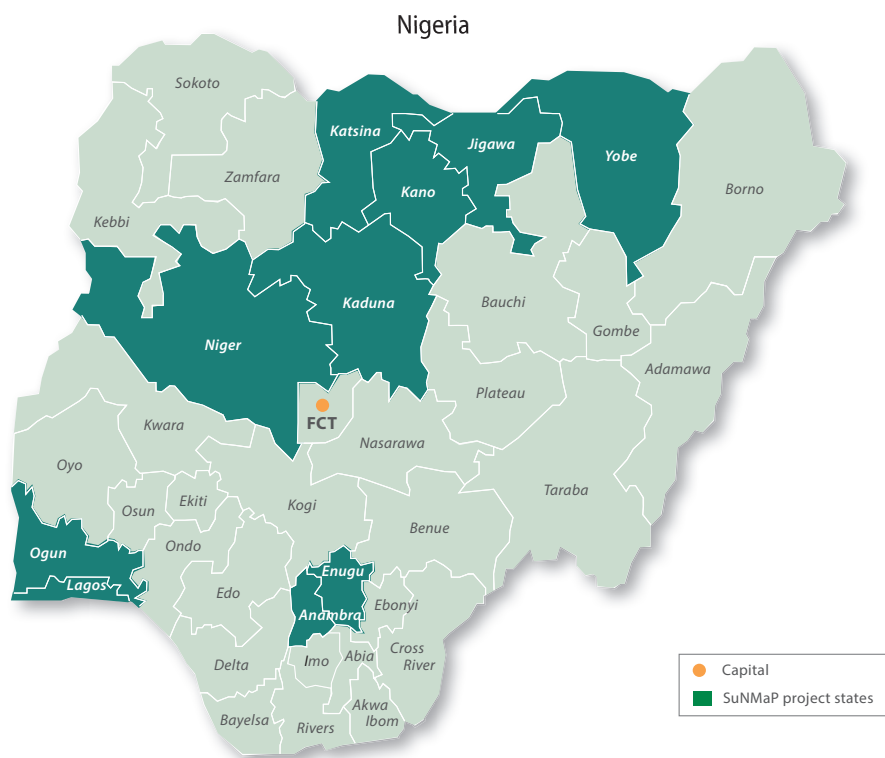 Nigeria
Sokoto
Katsina
Jigawa
Yobe
Zamfara
Kano
Borno
Kebbi
Kaduna
Bauchi
Niger
Gombe
Adamawa
Plateau
FCT
Kwara
Nasarawa
Oyo
Taraba
Osun
Ekiti
Kogi
Benue
Ogun
Ondo
Enugu
Lagos
Edo
Anambra
Ebonyi
Delta
Imo
Abia
Cross
River
Bayelsa
Rivers
Akwa
Ibom
Capital
SuNMaP project states